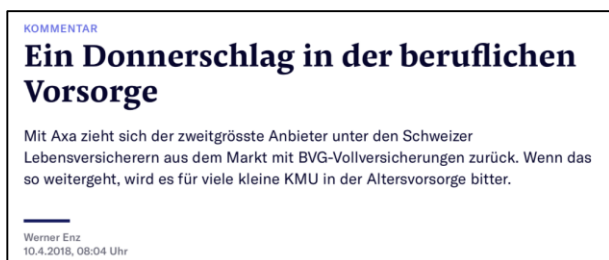 KOMMENTAR
Ein Donnerschlag in der beruflichen
Vorsorge
Mit Axa zieht sich der zweitgrösste Anbieter unter den Schweizer
Lebensversicherern aus dem Markt mit BVG-Vollversicherungen zurück. Wenn das
so weitergeht, wird es für viele kleine KMU in der Altersvorsorge bitter.
Werner Enz
10.4.2018, 08:04 Uhr